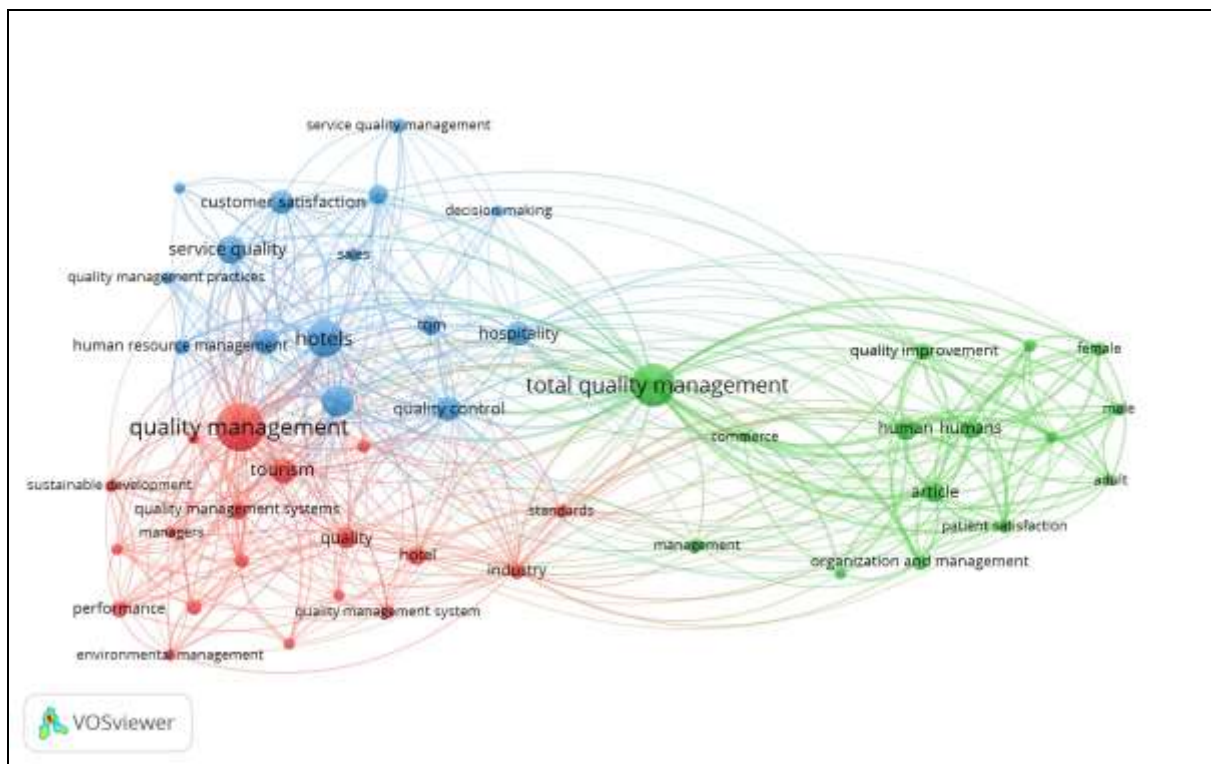 service quality management
customer satisfaction
decision making
service quality
sales
quality management practices
tqm
hospitality
human resource management
hotels
quality improvement
female
total quality management
quality control
male
quality management
commerce
human
humans
tourism
sustainable development
adult
article
quality management systems
standards
patient satisfaction
managers
quality
management
hotel
industry
organization and management
performance
quality management system
environmental management
VOSviewer